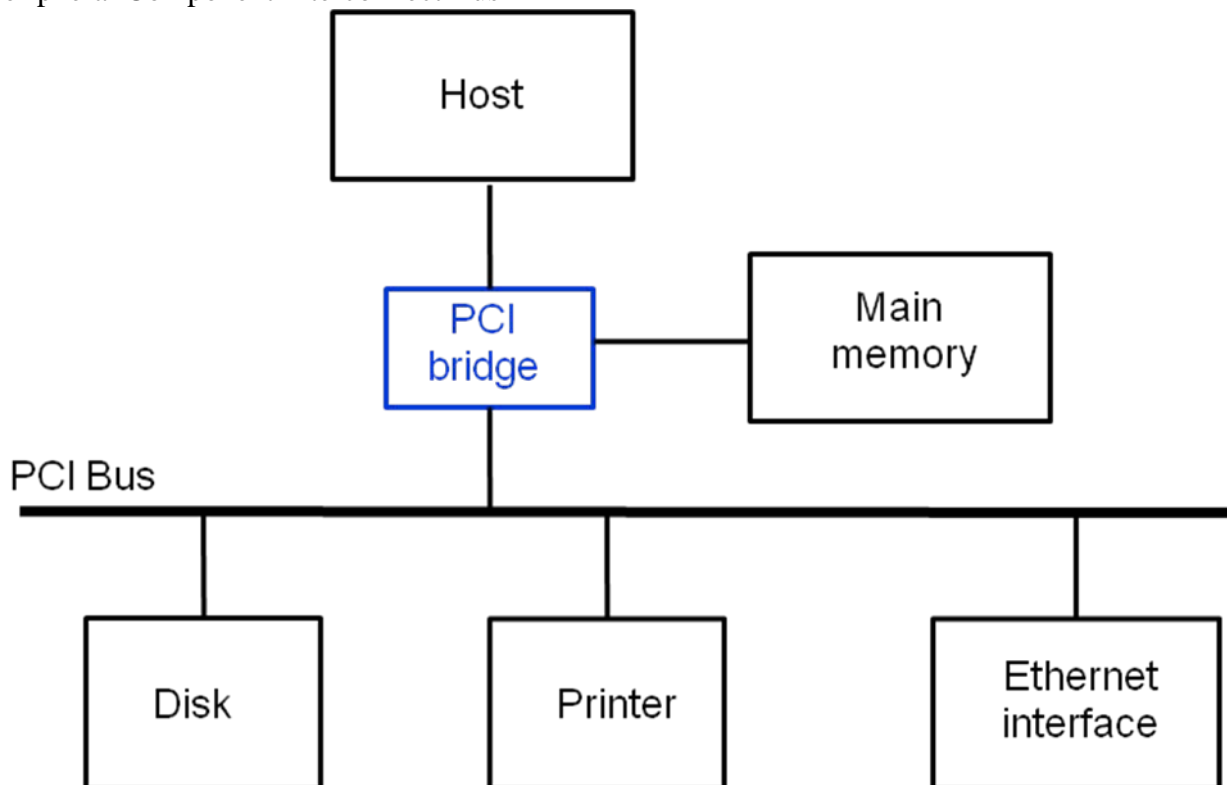 Host
PCI
bridge
Main
memory
PCI Bus
Disk
Printer
Ethernet
interface